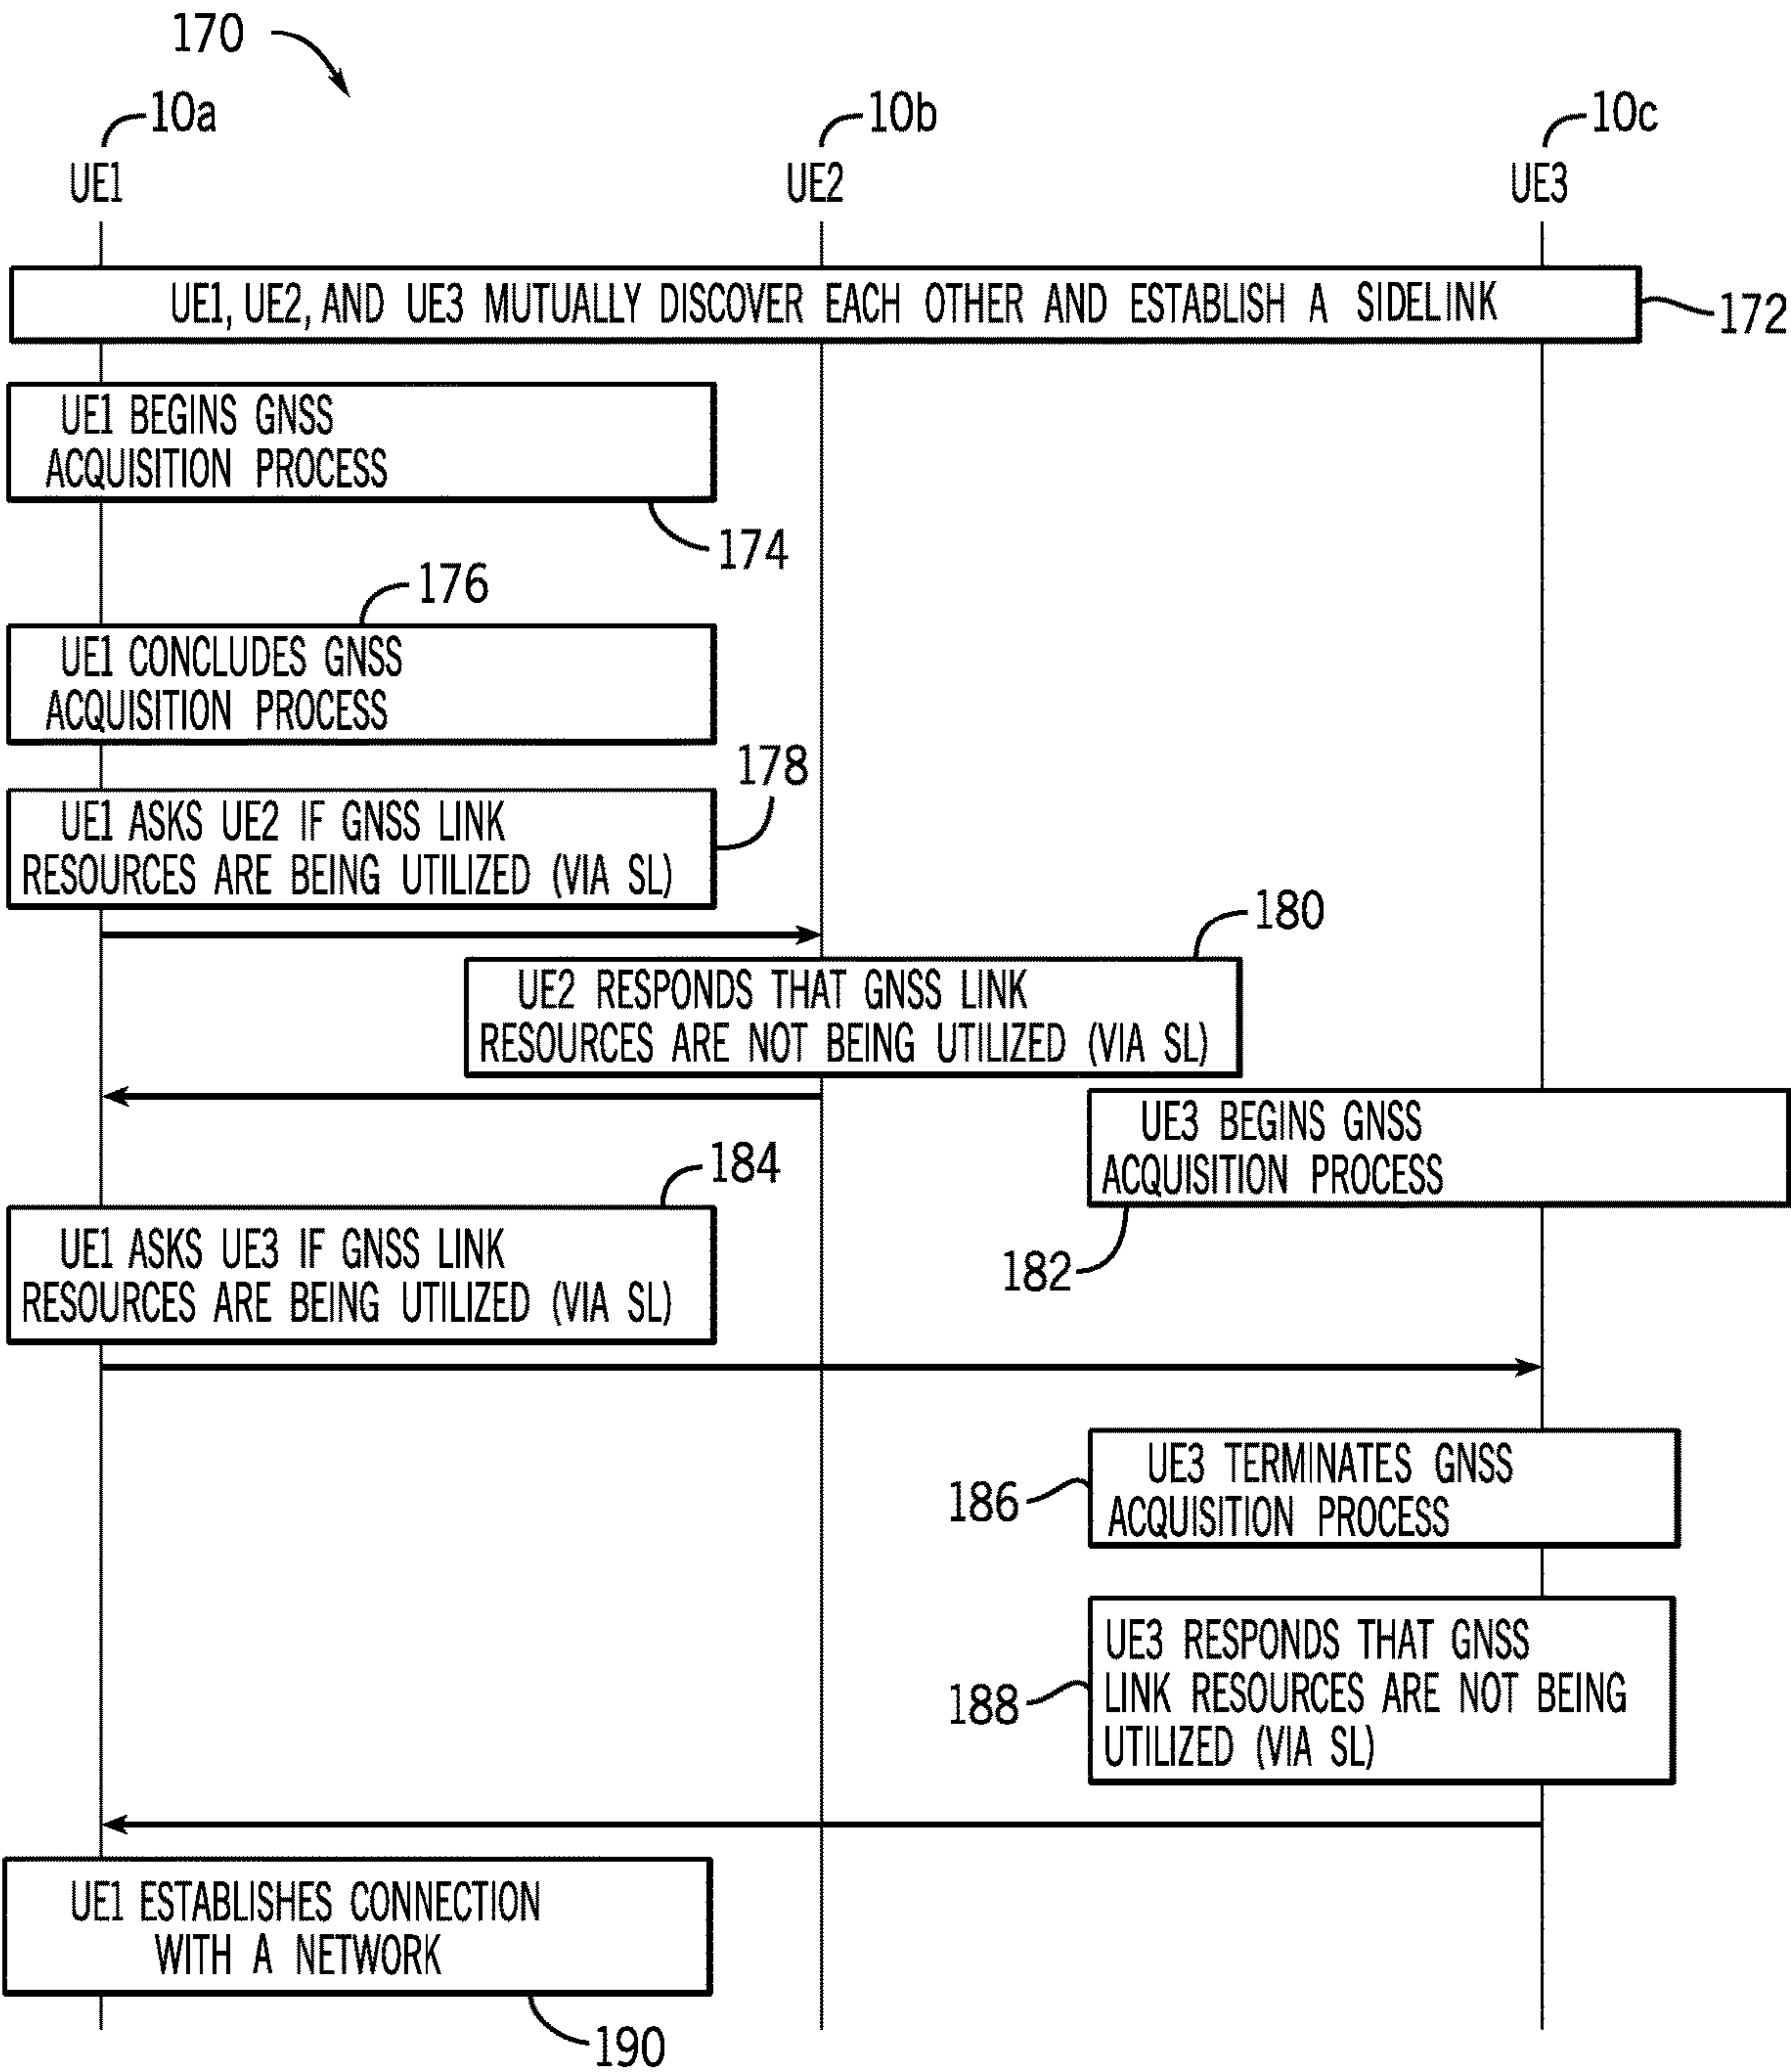 170
10a
10b
10c
UE1
UE2
UE3
UE1, UE2, AND UE3 MUTUALLY DISCOVER EACH OTHER AND ESTABLISH A SIDELINK
172
UE1 BEGINS GNSS
ACQUISITION PROCESS
174
176
UE1 CONCLUDES GNSS
ACQUISITION PROCESS
178
UE1 ASKS UE2 IF GNSS LINK
RESOURCES ARE BEING UTILIZED (VIA SL)
180
UE2 RESPONDS THAT GNSS LINK
RESOURCES ARE NOT BEING UTILIZED (VIA SL)
UE3 BEGINS GNSS
ACQUISITION PROCESS
182
184
UE1 ASKS UE3 IF GNSS LINK
RESOURCES ARE BEING UTILIZED (VIA SL)
186
UE3 TERMINATES GNSS
ACQUISITION PROCESS
188
UE3 RESPONDS THAT GNSS
LINK RESOURCES ARE NOT BEING
UTILIZED (VIA SL)
UE1 ESTABLISHES CONNECTION
WITH A NETWORK
190